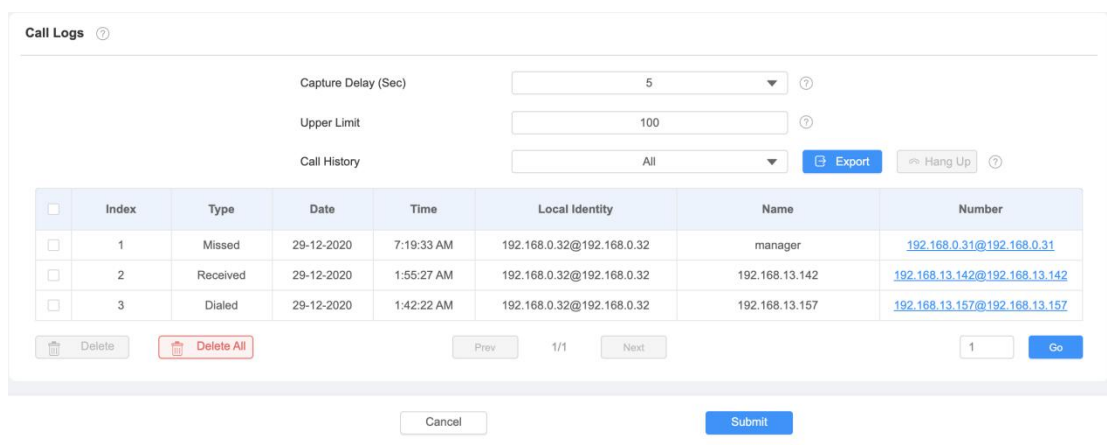 Call Logs ?
Capture Delay (Sec) 5 ?
Upper Limit 100 ?
Call History All Export Hang Up ?
Index Type Date Time Local Identity Name Number
1 Missed 29-12-2020 7:19:33 AM 192.168.0.32@192.168.0.32 manager 192.168.0.31@192.168.0.31
2 Received 29-12-2020 1:55:27 AM 192.168.0.32@192.168.0.32 192.168.13.142 192.168.13.142@192.168.13.142
3 Dialed 29-12-2020 1:42:22 AM 192.168.0.32@192.168.0.32 192.168.13.157 192.168.13.157@192.168.13.157
Delete Delete All Prev 1/1 Next 1 Go
Cancel Submit